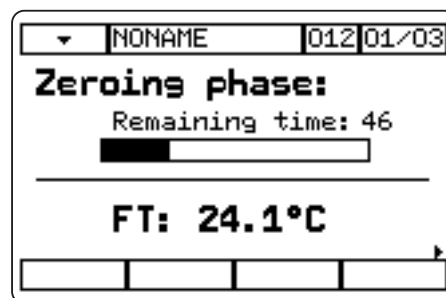 NONAME 012 01/03
Zeroing phase:
Remaining time: 46
FT: 24.1°C